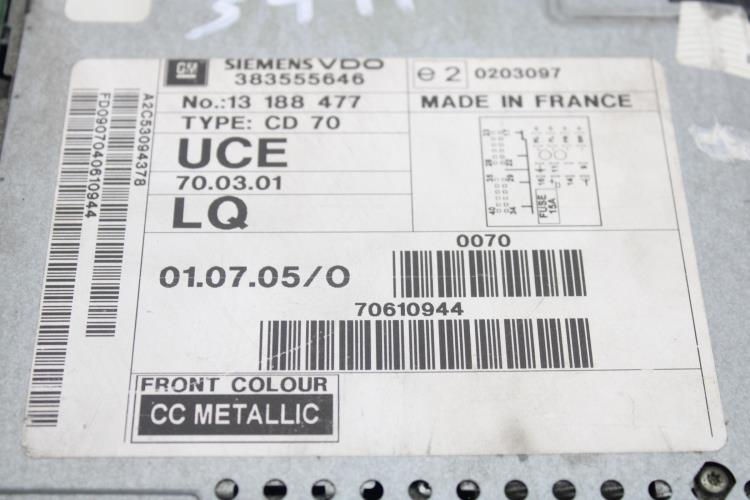 GM SIEMENS VDO
383555646
e2 0203097
No.:13 188 477
MADE IN FRANCE
TYPE: CD 70
UCE
70.03.01
LQ
FUSE
15A
0070
01.07.05/0
70610944
FRONT COLOUR
CC METALLIC
A2C53094378
FD0907040610944